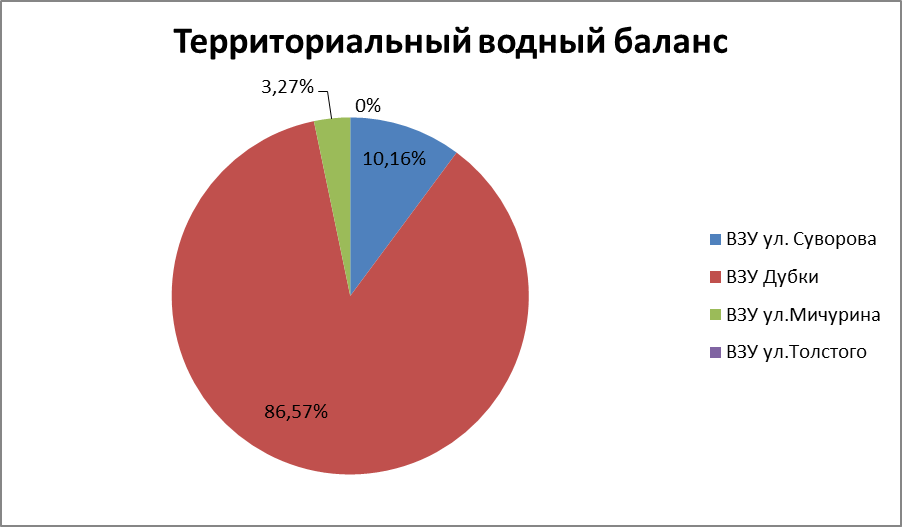 Территориальный водный баланс
3,27%
0%
10,16%
86,57%
ВЗУ ул. Суворова
ВЗУ Дубки
ВЗУ ул.Мичурина
ВЗУ ул.Толстого